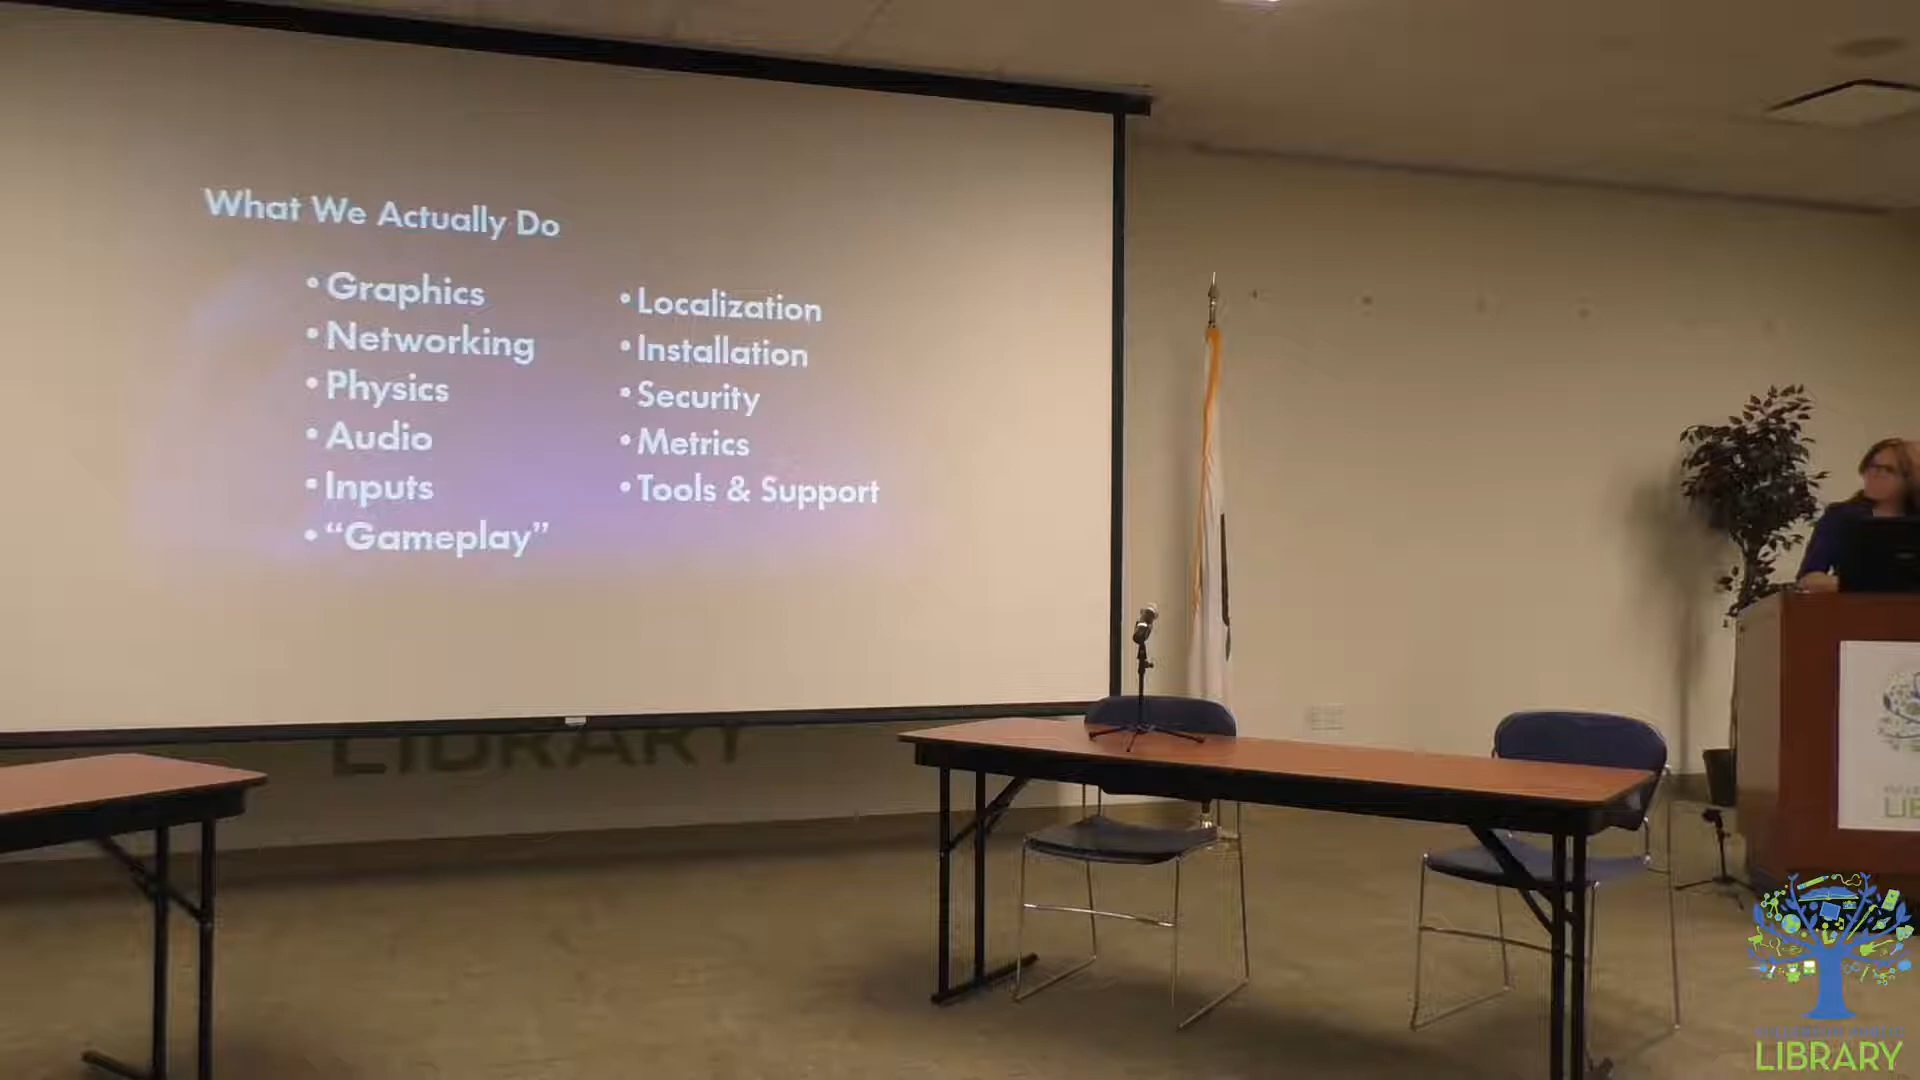 What We Actually Do
• Graphics
• Networking
• Physics
• Audio
• Inputs
• “Gameplay”
• Localization
• Installation
• Security
• Metrics
• Tools & Support
LIBRARY
LIBRARY